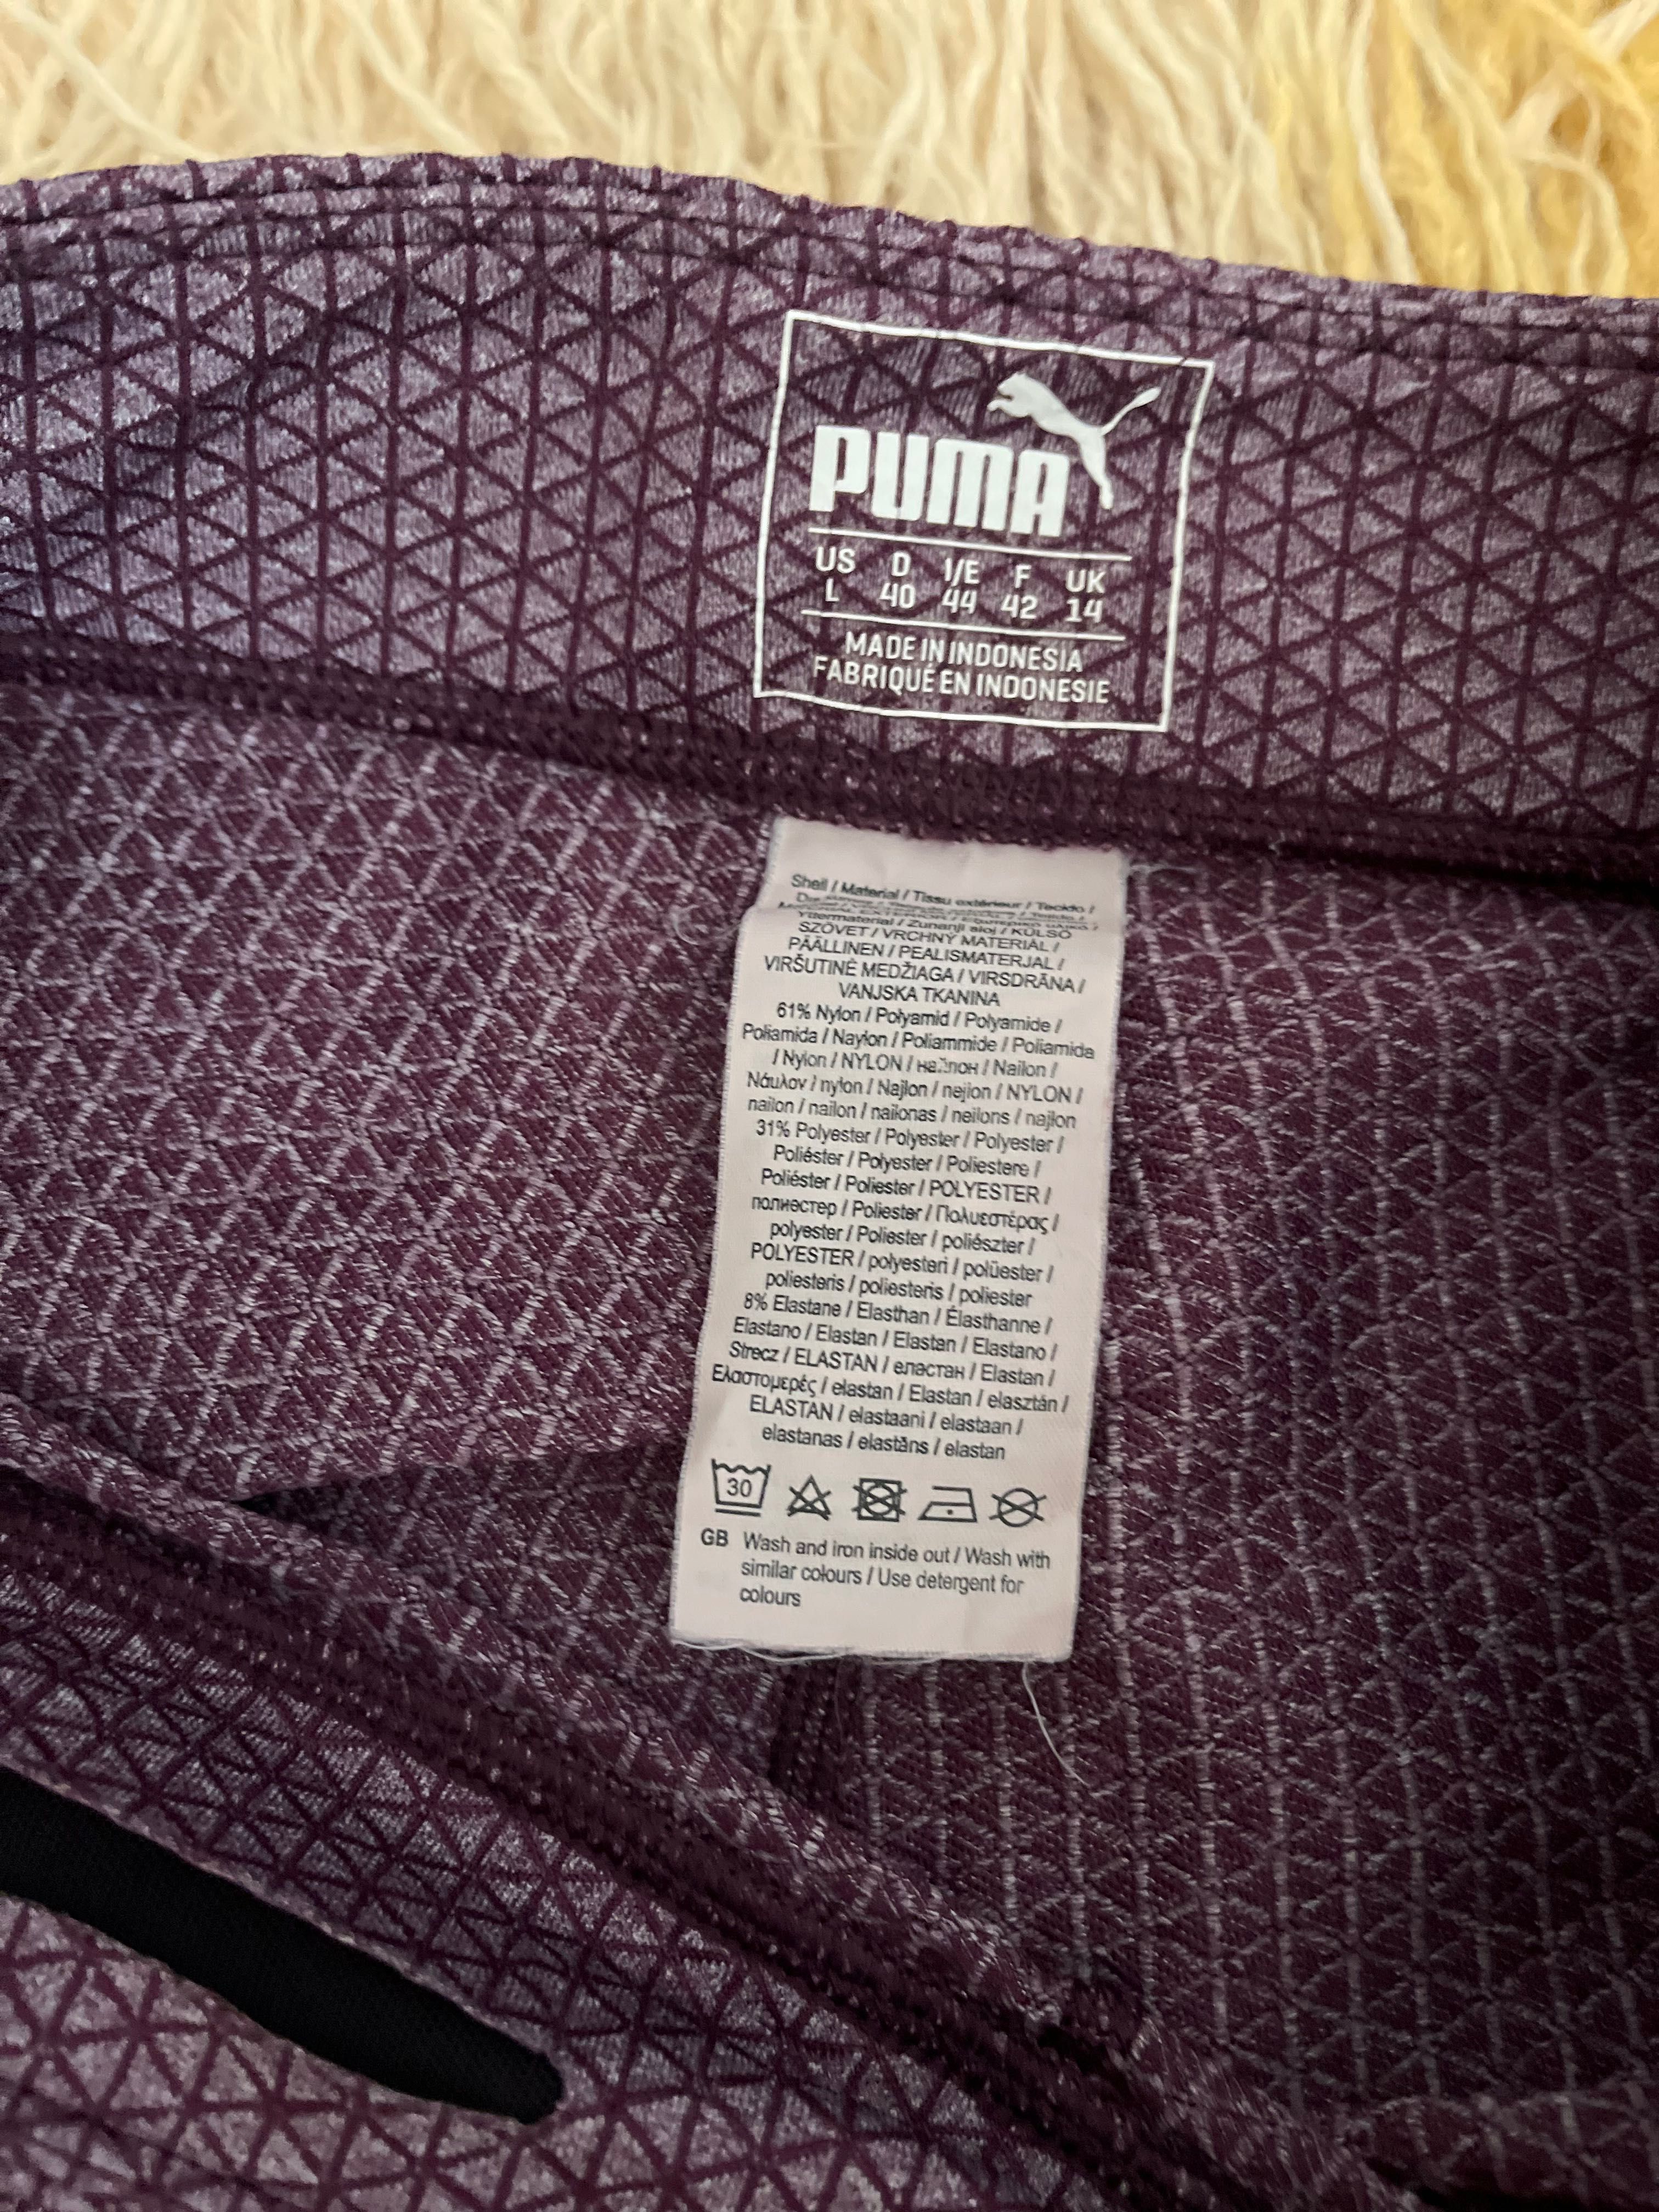 PUMA
US D I/E F UK
L 40 44 42 14
MADE IN INDONESIA
FABRIQUÉ EN INDONESIE
Shell / Material / Tissu extérieur / Tecido /
Yttermaterial / Zunanji sloj / KÜLSŐ
SZÖVET / VRCHNÝ MATERIÁL /
PÄÄLLINEN / PEALISMATERJAL /
VIRŠUTINĖ MEDŽIAGA / VIRSDRĀNA /
VANJSKA TKANINA
61% Nylon / Polyamid / Polyamide /
Poliamida / Naylon / Poliammide / Poliamida
/ Nylon / NYLON / найлон / Nailon /
Νάυλον / nylon / Najlon / nejlon / NYLON /
nailon / nailon / nailonas / neilons / najlon
31% Polyester / Polyester / Polyester /
Poliéster / Polyester / Poliestere /
Poliéster / Poliester / POLYESTER /
полиестер / Poliester / Πολυεστέρας /
polyester / Poliester / poliészter /
POLYESTER / polyesteri / polüester /
poliesteris / poliesteris / poliester
8% Elastane / Elasthan / Élasthanne /
Elastano / Elastan / Elastan / Elastano /
Strecz / ELASTAN / еластан / Elastan /
Ελαστομερές / elastan / Elastan / elasztán /
ELASTAN / elastaani / elastaan /
elastanas / elastāns / elastan
30
GB Wash and iron inside out / Wash with
similar colours / Use detergent for
colours